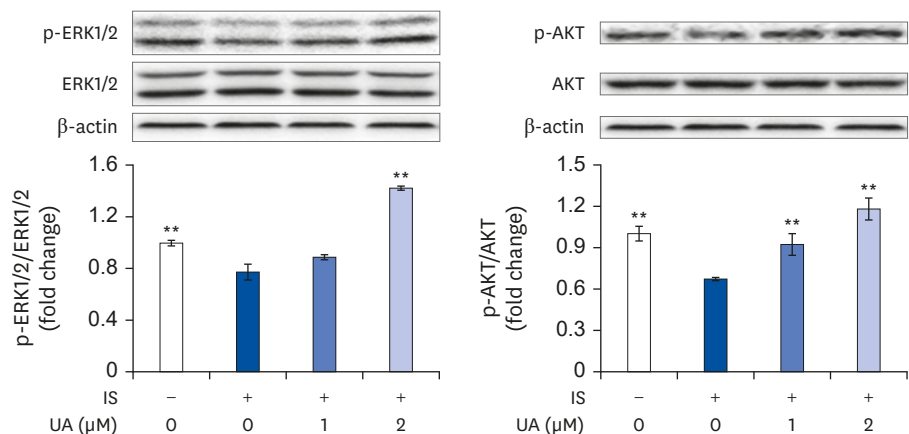 p-ERK1/2
ERK1/2
β-actin
p-ERK1/2/ERK1/2
(fold change)
1.6
1.2
0.8
0.4
0
**
**
IS − + + +
UA (μM) 0 0 1 2
p-AKT
AKT
β-actin
p-AKT/AKT
(fold change)
1.5
1.2
0.9
0.6
0.3
0
**
**
**
IS − + + +
UA (μM) 0 0 1 2